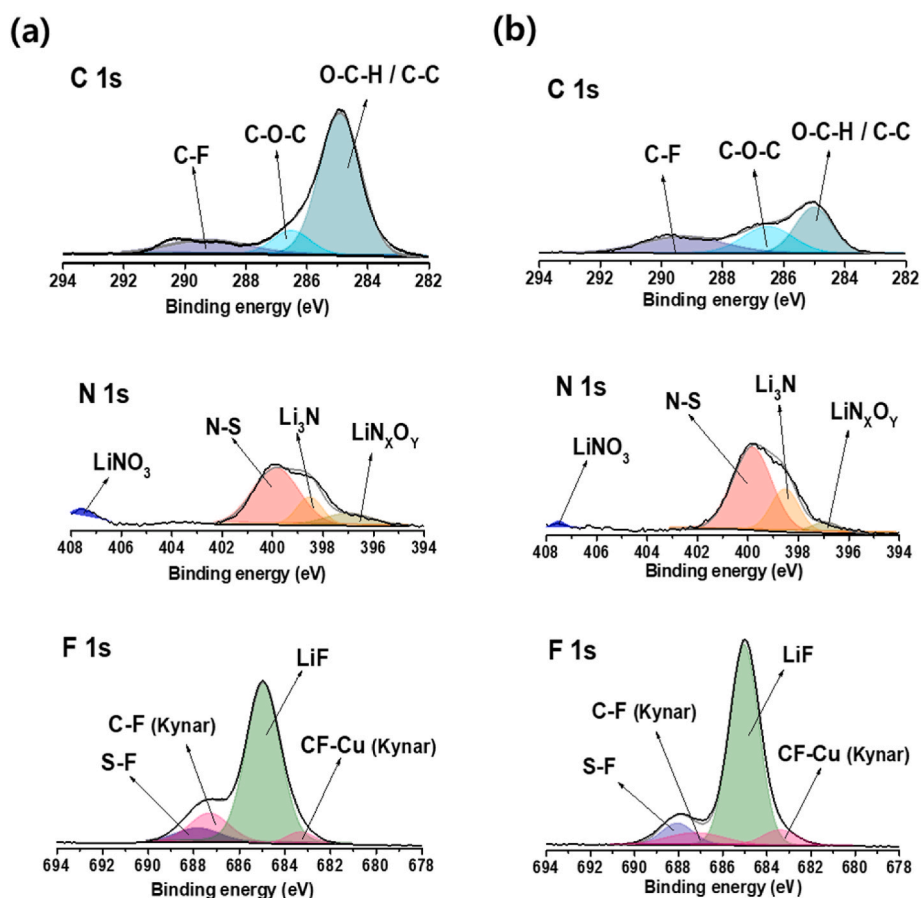 (a)
C 1s
O-C-H / C-C
C-O-C
C-F
294 292 290 288 286 284 282
Binding energy (eV)
N 1s
N-S
Li₃N
LiNₓOᵧ
LiNO₃
408 406 404 402 400 398 396 394
Binding energy (eV)
F 1s
LiF
C-F (Kynar)
S-F
CF-Cu (Kynar)
694 692 690 688 686 684 682 680 678
Binding energy (eV)
(b)
C 1s
O-C-H / C-C
C-O-C
C-F
294 292 290 288 286 284 282
Binding energy (eV)
N 1s
Li₃N
N-S
LiNₓOᵧ
LiNO₃
408 406 404 402 400 398 396 394
Binding energy (eV)
F 1s
LiF
C-F (Kynar)
S-F
CF-Cu (Kynar)
694 692 690 688 686 684 682 680 678
Binding energy (eV)